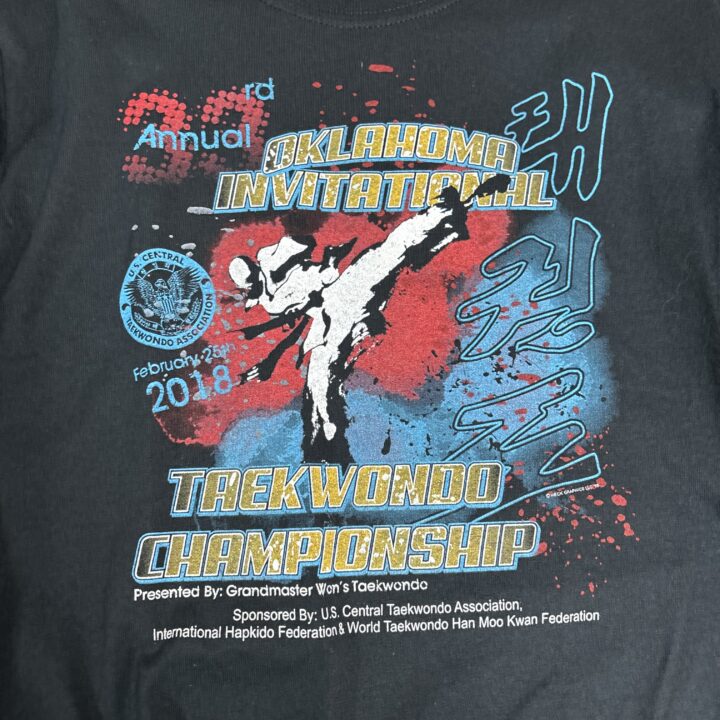 33rd
Annual
OKLAHOMA
INVITATIONAL
태권도
U.S. CENTRAL
TAEKWONDO ASSOCIATION
February 25th
2018
TAEKWONDO
CHAMPIONSHIP
Presented By: Grandmaster Won's Taekwondo
Sponsored By: U.S. Central Taekwondo Association,
International Hapkido Federation & World Taekwondo Han Moo Kwan Federation